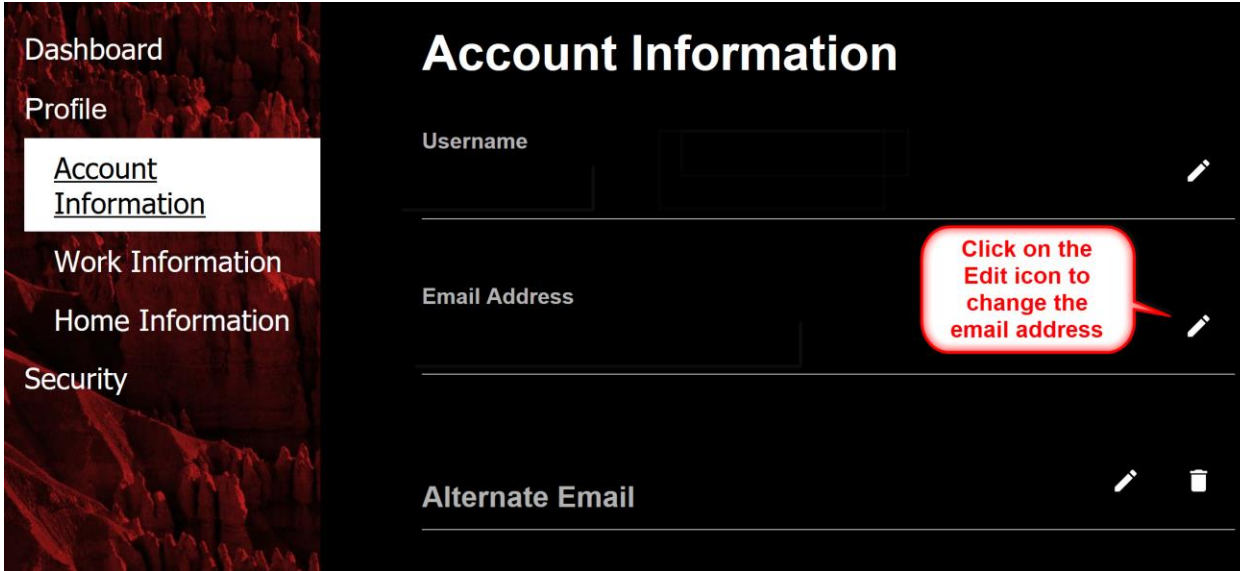 Dashboard
Profile
Account
Information
Work Information
Home Information
Security
Account Information
Username
Email Address
Click on the
Edit icon to
change the
email address
Alternate Email